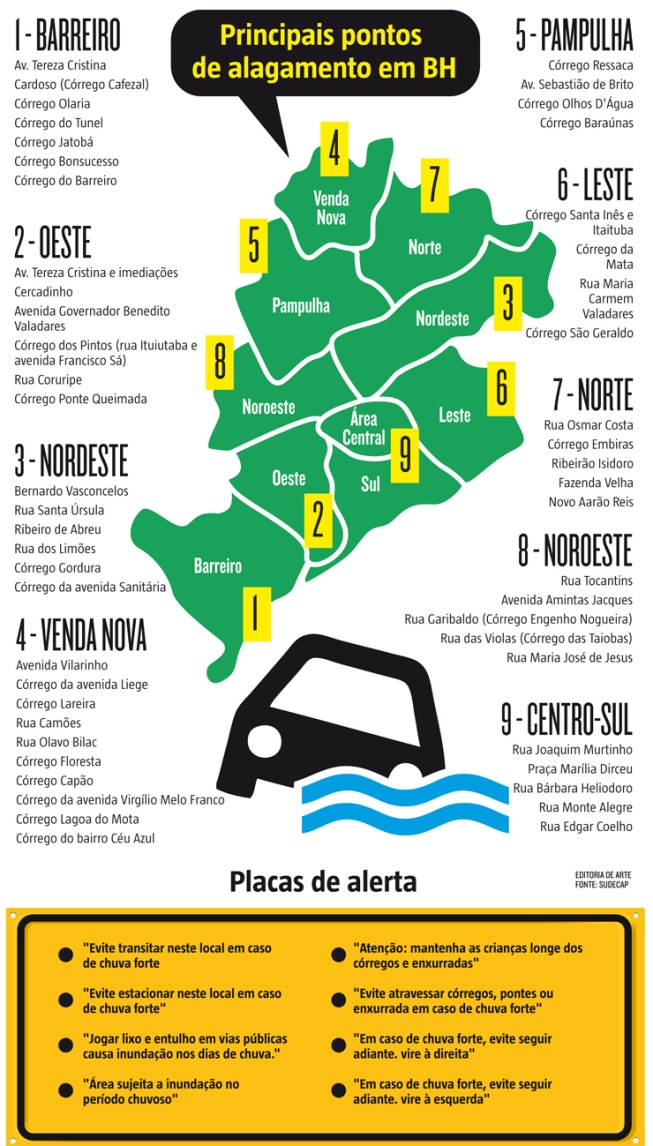 Principais pontos
de alagamento em BH
1 - BARREIRO
Av. Tereza Cristina
Cardoso (Córrego Cafezal)
Córrego Olaria
Córrego do Tunel
Córrego Jatobá
Córrego Bonsucesso
Córrego do Barreiro
2 - OESTE
Av. Tereza Cristina e imediações
Cercadinho
Avenida Governador Benedito
Valadares
Córrego dos Pintos (rua Ituiutaba e
avenida Francisco Sá)
Rua Coruripe
Córrego Ponte Queimada
3 - NORDESTE
Bernardo Vasconcelos
Rua Santa Úrsula
Ribeiro de Abreu
Rua dos Limões
Córrego Gordura
Córrego da avenida Sanitária
4 - VENDA NOVA
Avenida Vilarinho
Córrego da avenida Liege
Córrego Lareira
Rua Camões
Rua Olavo Bilac
Córrego Floresta
Córrego Capão
Córrego da avenida Virgílio Melo Franco
Córrego Lagoa do Mota
Córrego do bairro Céu Azul
4
Venda
Nova
7
Norte
5
Pampulha
3
Nordeste
8
Noroeste
6
Leste
Área
Central
9
Oeste
2
Sul
Barreiro
1
5 - PAMPULHA
Córrego Ressaca
Av. Sebastião de Brito
Córrego Olhos D'Água
Córrego Baraúnas
6 - LESTE
Córrego Santa Inês e
Itaituba
Córrego da
Mata
Rua Maria
Carmem
Valadares
Córrego São Geraldo
7 - NORTE
Rua Osmar Costa
Córrego Embiras
Ribeirão Isidoro
Fazenda Velha
Novo Aarão Reis
8 - NOROESTE
Rua Tocantins
Avenida Amintas Jacques
Rua Garibaldo (Córrego Engenho Nogueira)
Rua das Violas (Córrego das Taiobas)
Rua Maria José de Jesus
9 - CENTRO-SUL
Rua Joaquim Murtinho
Praça Marília Dirceu
Rua Bárbara Heliodoro
Rua Monte Alegre
Rua Edgar Coelho
Placas de alerta
EDITORIA DE ARTE
FONTE: SUDECAP
"Evite transitar neste local em caso
de chuva forte
"Evite estacionar neste local em caso
de chuva forte"
"Jogar lixo e entulho em vias públicas
causa inundação nos dias de chuva."
"Área sujeita a inundação no
período chuvoso"
"Atenção: mantenha as crianças longe dos
córregos e enxurradas"
"Evite atravessar córregos, pontes ou
enxurrada em caso de chuva forte"
"Em caso de chuva forte, evite seguir
adiante. vire à direita"
"Em caso de chuva forte, evite seguir
adiante. vire à esquerda"